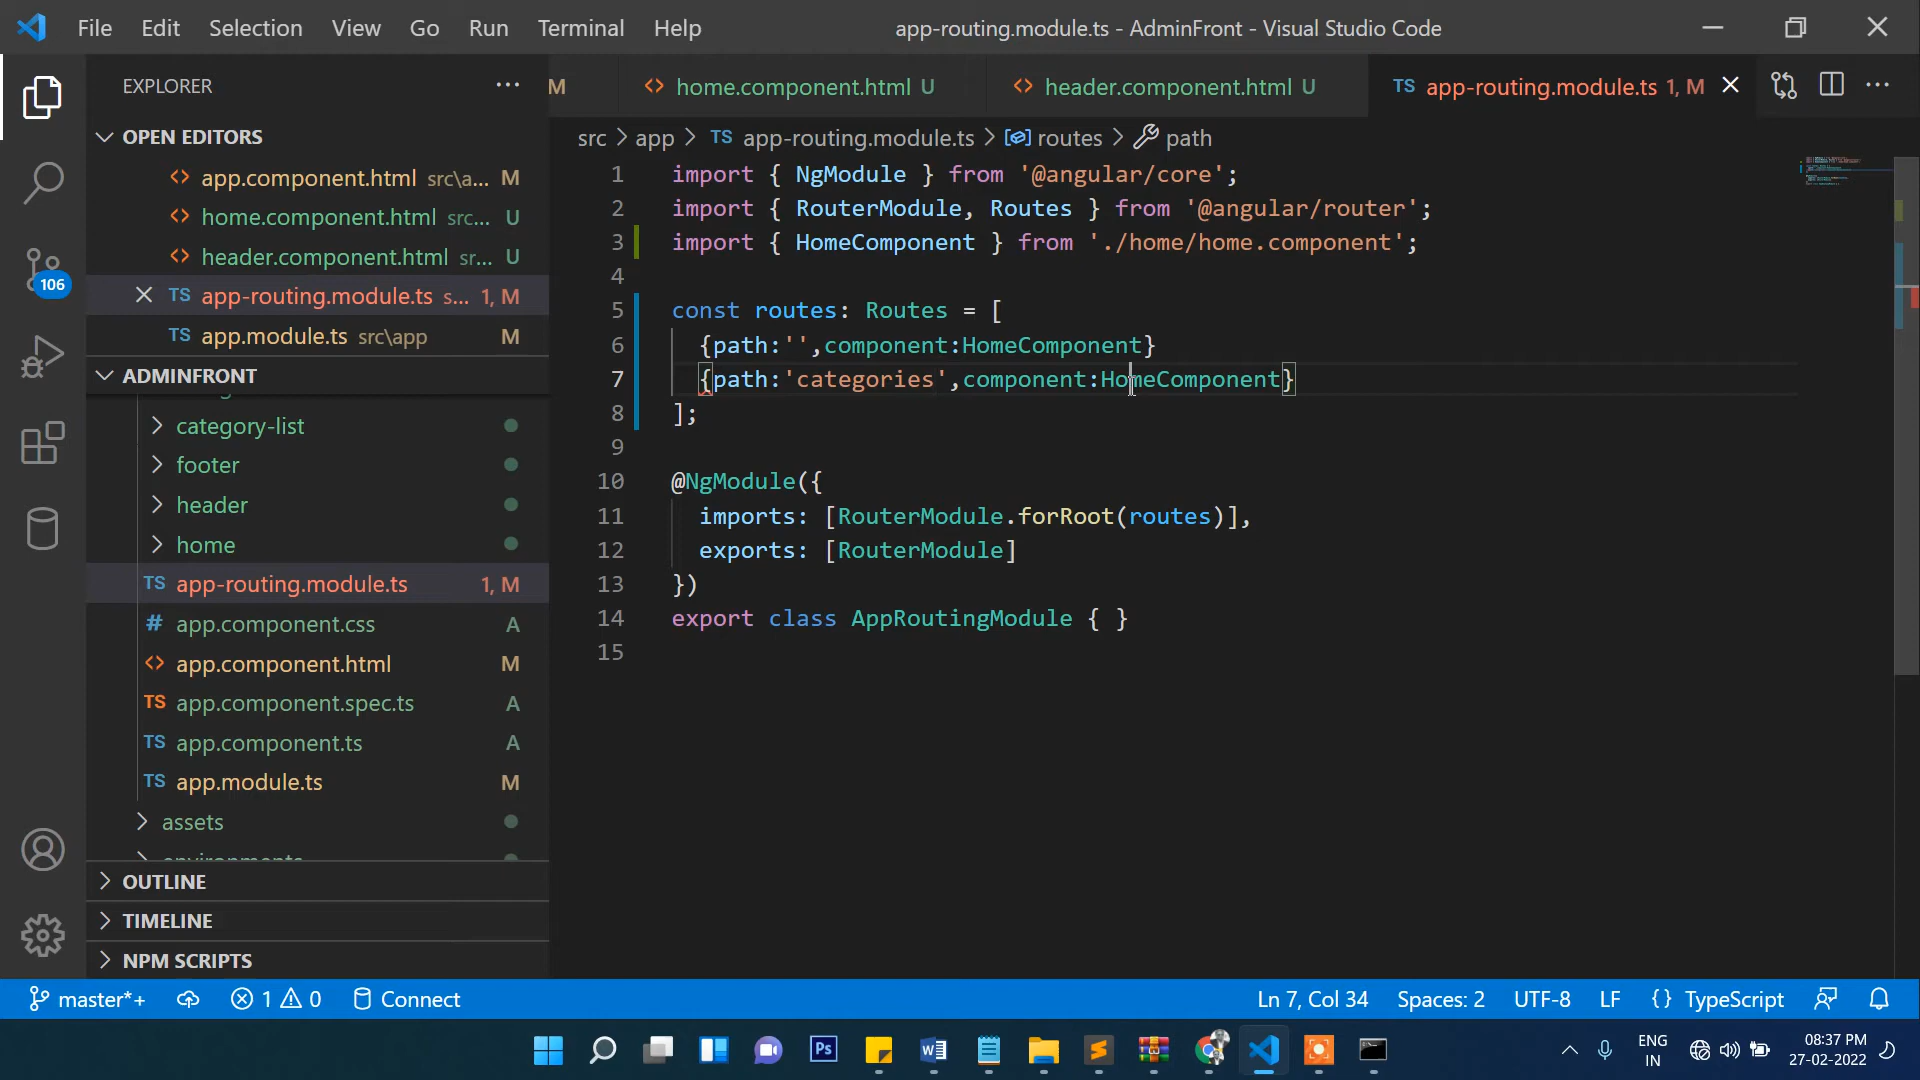 File Edit Selection View Go Run Terminal Help app-routing.module.ts - AdminFront - Visual Studio Code
EXPLORER
M home.component.html U header.component.html U TS app-routing.module.ts 1, M
OPEN EDITORS
app.component.html src\a... M
home.component.html src... U
header.component.html sr... U
TS app-routing.module.ts s... 1, M
TS app.module.ts src\app M
ADMINFRONT
category-list
footer
header
home
TS app-routing.module.ts 1, M
# app.component.css A
app.component.html M
TS app.component.spec.ts A
TS app.component.ts A
TS app.module.ts M
assets
environments
OUTLINE
TIMELINE
NPM SCRIPTS
106
src > app > TS app-routing.module.ts > routes > path
1 import { NgModule } from '@angular/core';
2 import { RouterModule, Routes } from '@angular/router';
3 import { HomeComponent } from './home/home.component';
4
5 const routes: Routes = [
6 {path:'',component:HomeComponent}
7 {path:'categories',component:HomeComponent}
8 ];
9
10 @NgModule({
11 imports: [RouterModule.forRoot(routes)],
12 exports: [RouterModule]
13 })
14 export class AppRoutingModule { }
15
master*+ 1 0 Connect Ln 7, Col 34 Spaces: 2 UTF-8 LF {} TypeScript
Ps
ENG
IN
08:37 PM
27-02-2022